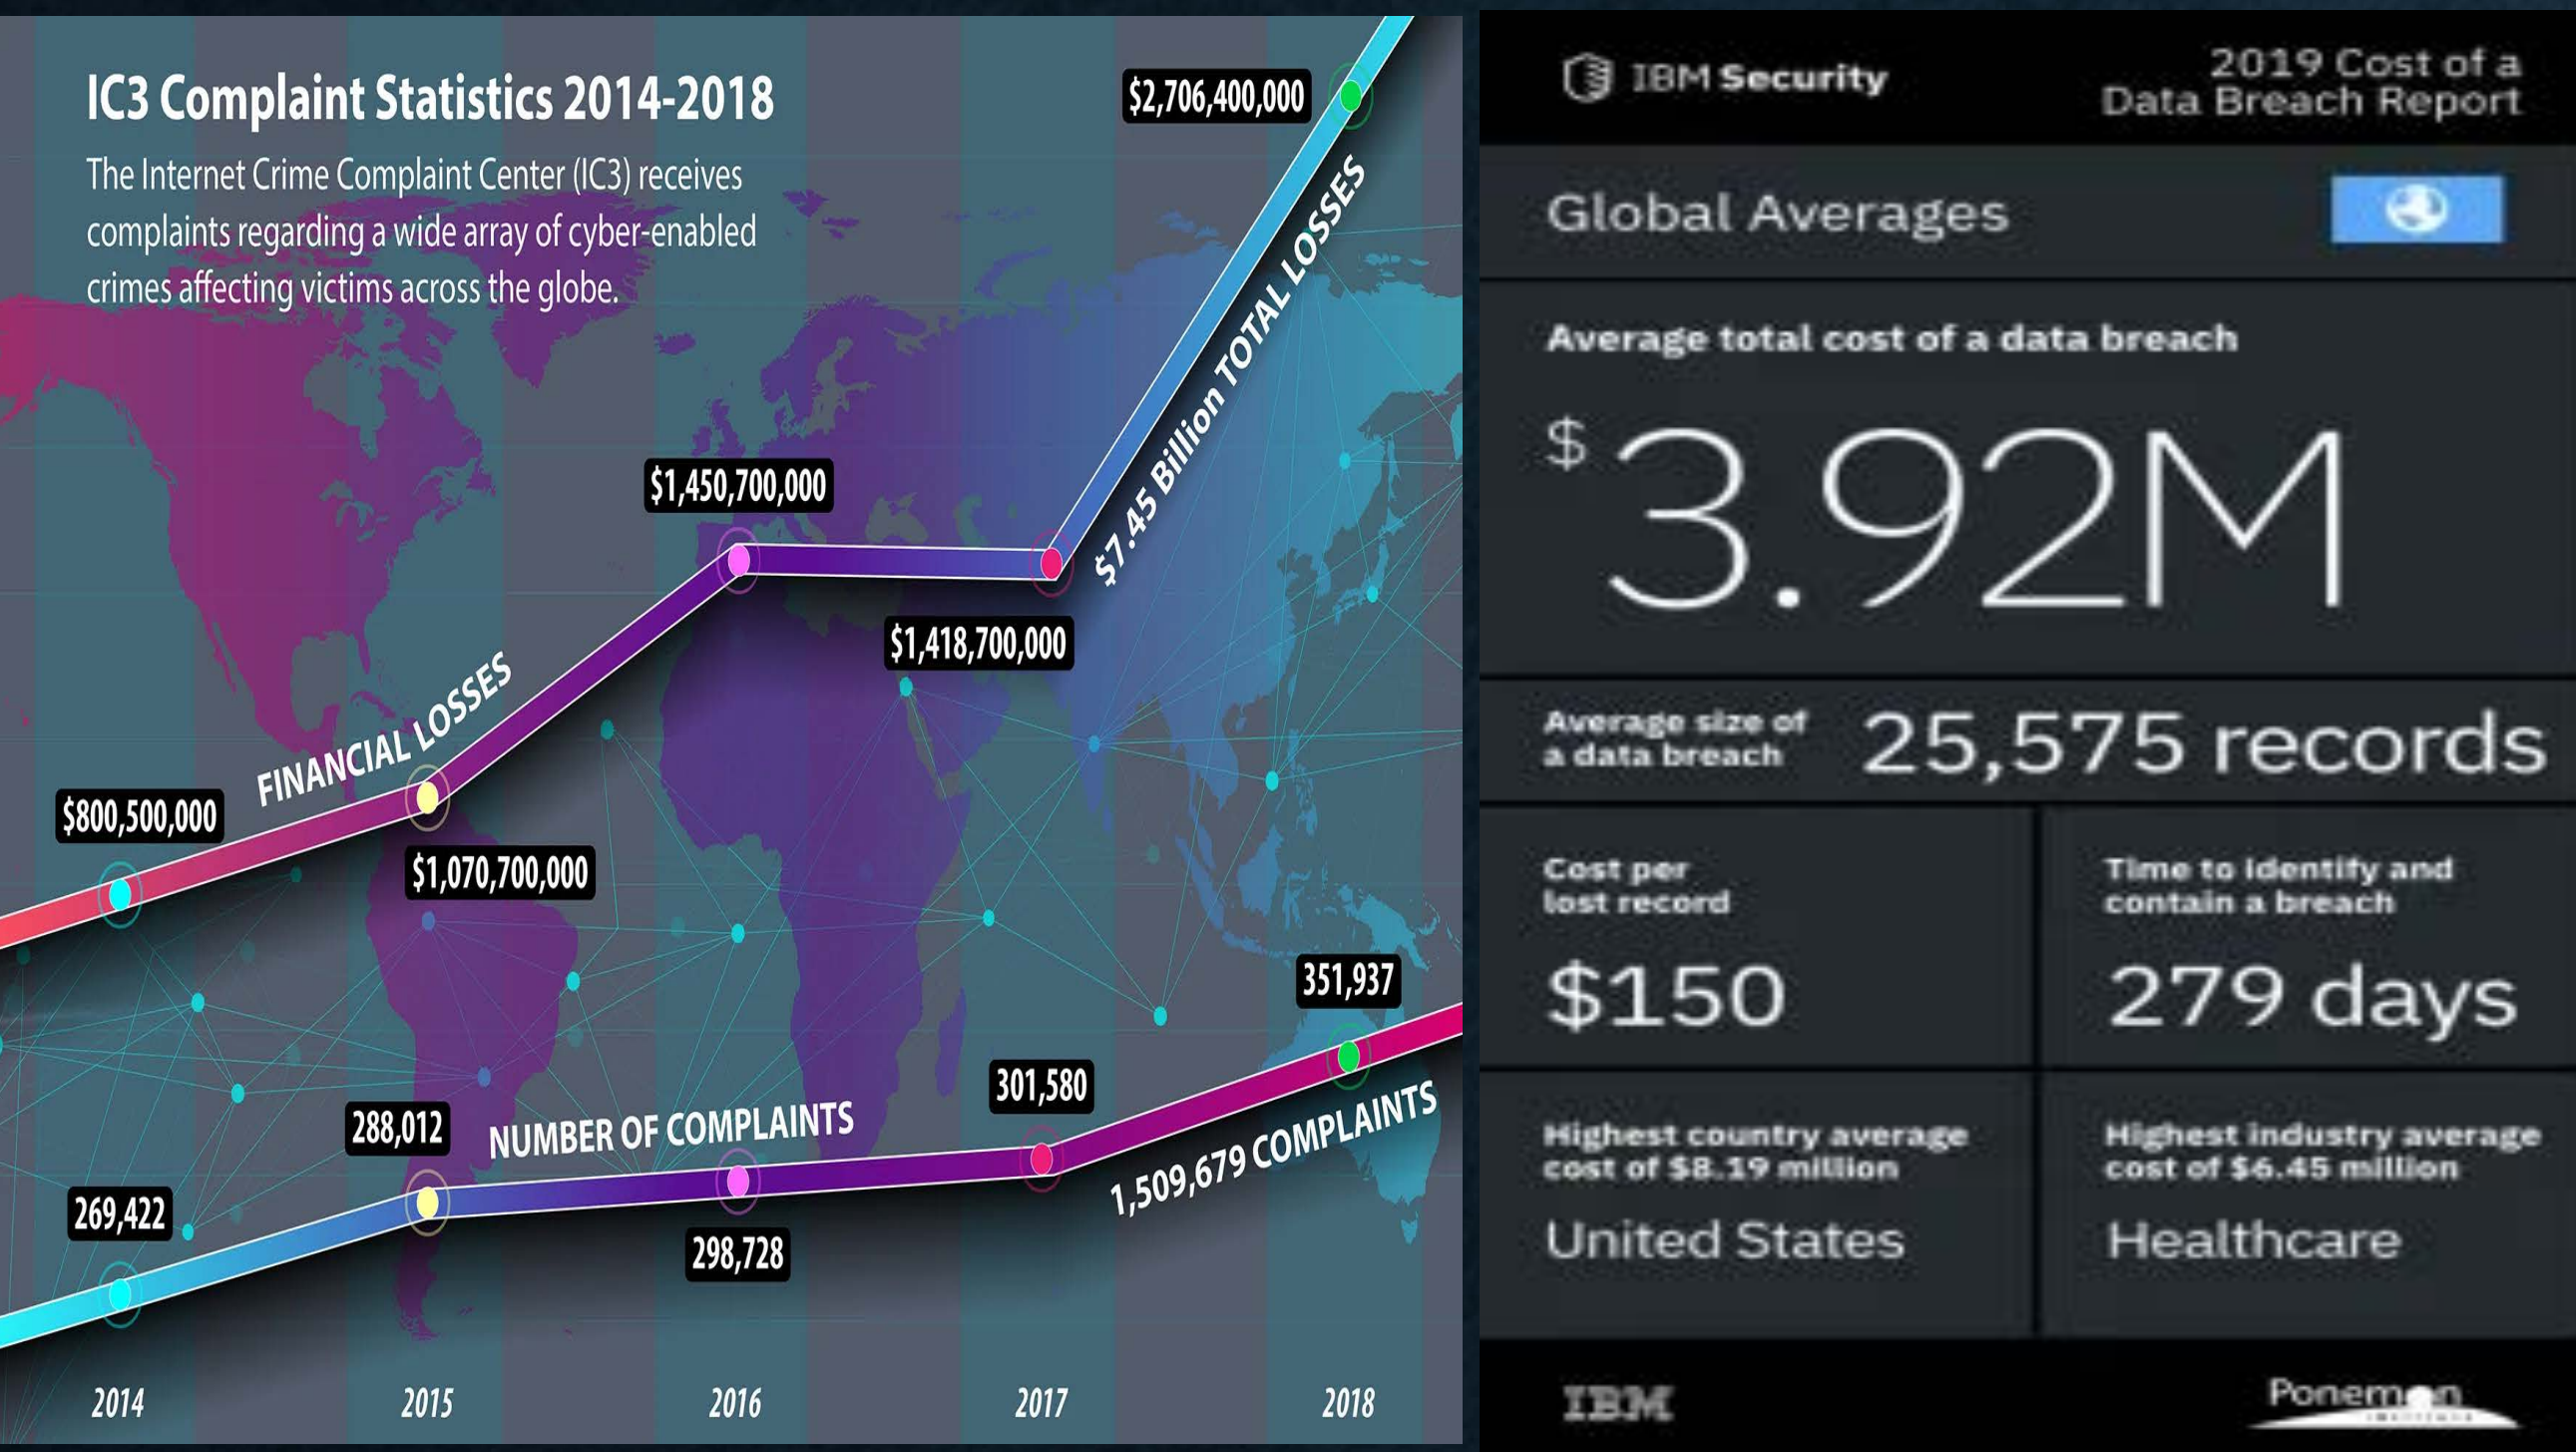 IC3 Complaint Statistics 2014-2018
The Internet Crime Complaint Center (IC3) receives
complaints regarding a wide array of cyber-enabled
crimes affecting victims across the globe.
$2,706,400,000
$7.45 Billion TOTAL LOSSES
$1,450,700,000
$1,418,700,000
FINANCIAL LOSSES
$800,500,000
$1,070,700,000
351,937
301,580
288,012
NUMBER OF COMPLAINTS
1,509,679 COMPLAINTS
269,422
298,728
2014
2015
2016
2017
2018
IBM Security
2019 Cost of a
Data Breach Report
Global Averages
Average total cost of a data breach
$3.92M
Average size of
a data breach
25,575 records
Cost per
lost record
$150
Time to identify and
contain a breach
279 days
Highest country average
cost of $8.19 million
United States
Highest industry average
cost of $6.45 million
Healthcare
IBM
Ponemon